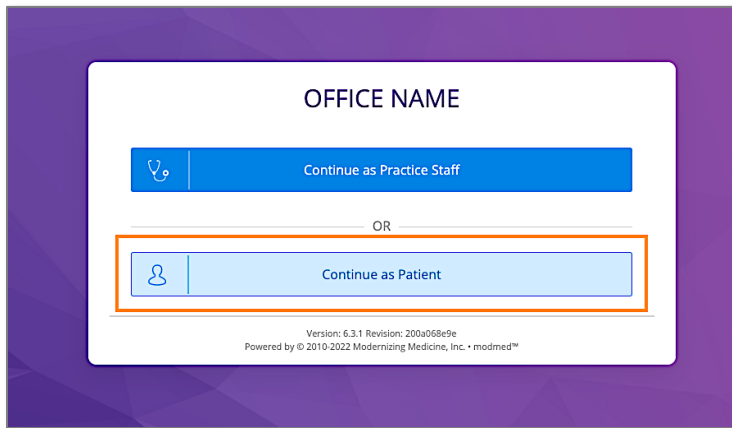 OFFICE NAME
Continue as Practice Staff
OR
Continue as Patient
Version: 6.3.1 Revision: 200a068e9e
Powered by © 2010-2022 Modernizing Medicine, Inc. • modmed™